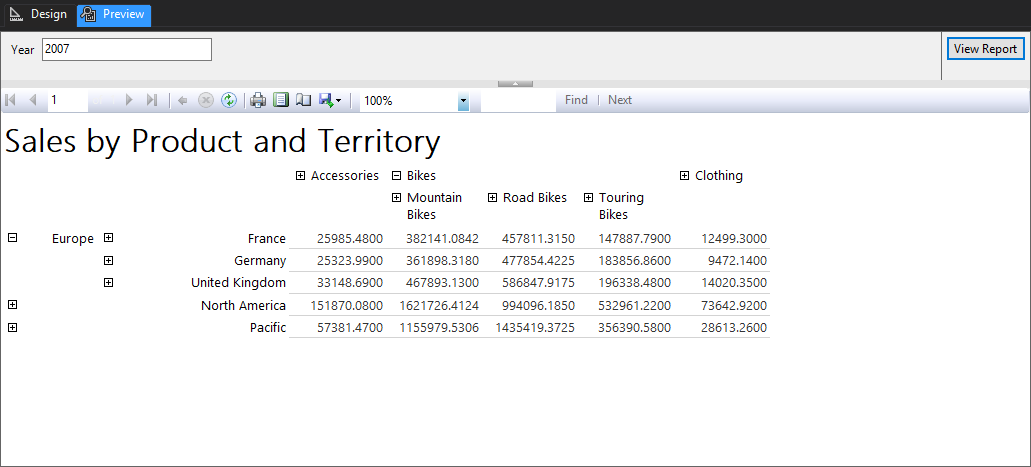 Design Preview
Year 2007 View Report
1 100% Find | Next
Sales by Product and Territory
Accessories Bikes Clothing
Mountain Bikes Road Bikes Touring Bikes
Europe France 25985.4800 382141.0842 457811.3150 147887.7900 12499.3000
Germany 25323.9900 361898.3180 477854.4225 183856.8600 9472.1400
United Kingdom 33148.6900 467893.1300 586847.9175 196338.4800 14020.3500
North America 151870.0800 1621726.4124 994096.1850 532961.2200 73642.9200
Pacific 57381.4700 1155979.5306 1435419.3725 356390.5800 28613.2600